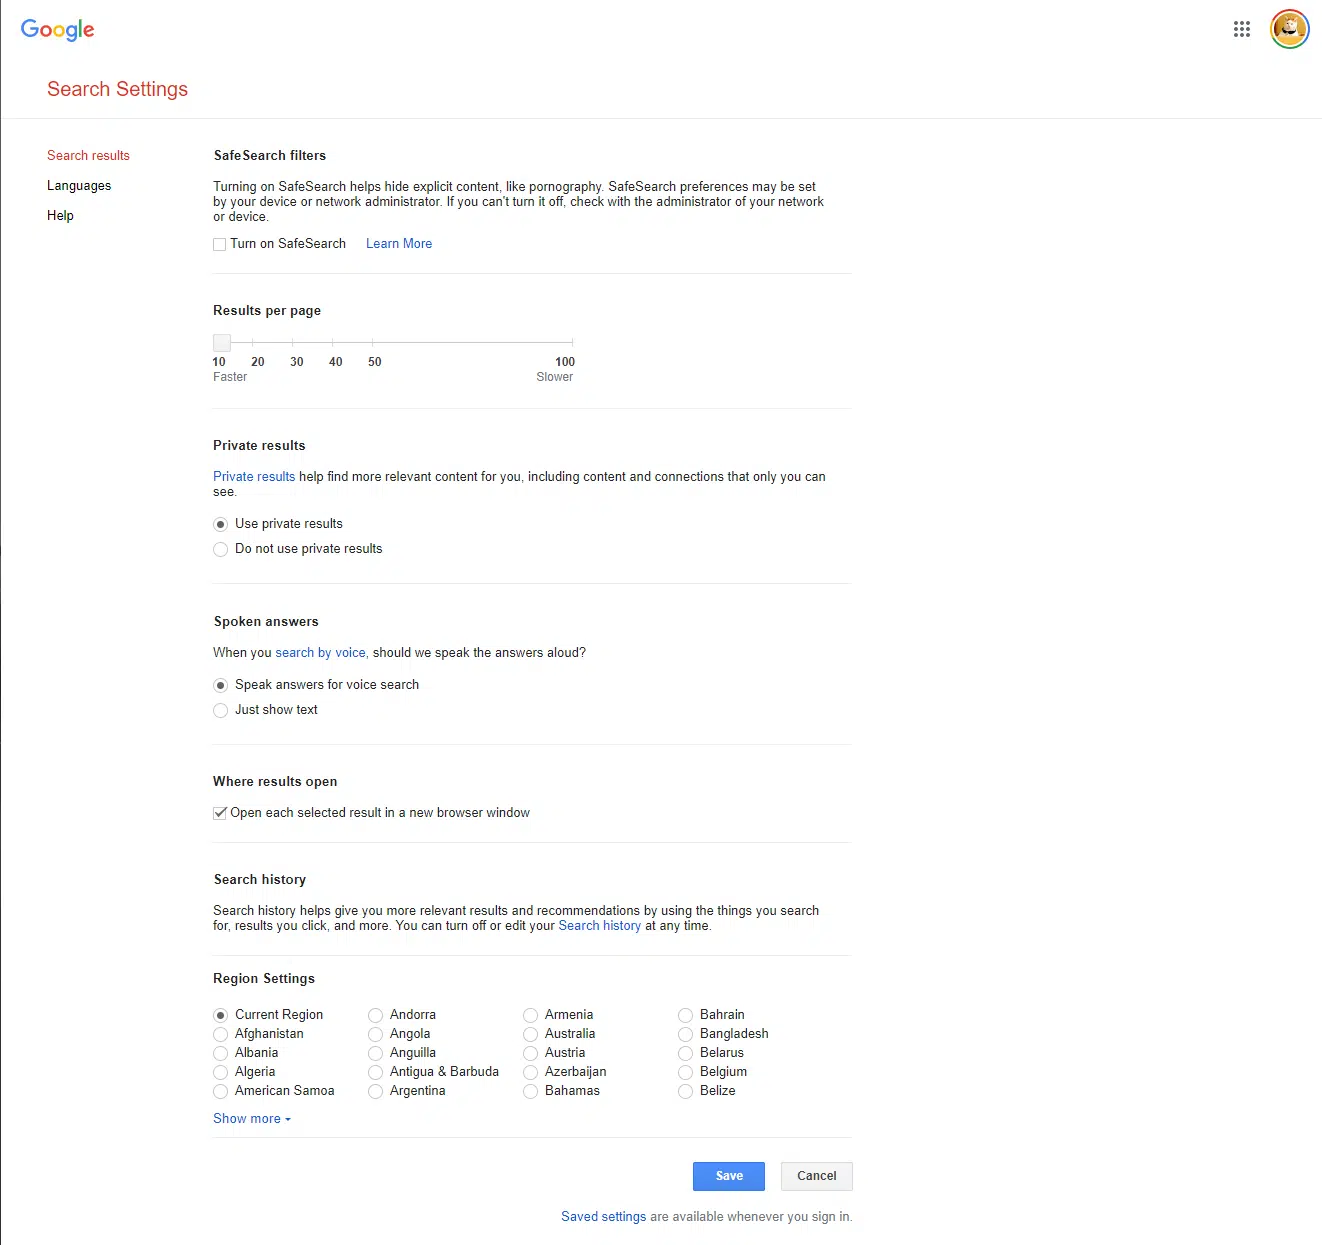 Google
Search Settings
Search results
Languages
Help
SafeSearch filters
Turning on SafeSearch helps hide explicit content, like pornography. SafeSearch preferences may be set
by your device or network administrator. If you can't turn it off, check with the administrator of your network
or device.
Turn on SafeSearch Learn More
Results per page
10 20 30 40 50 100
Faster Slower
Private results
Private results help find more relevant content for you, including content and connections that only you can
see.
Use private results
Do not use private results
Spoken answers
When you search by voice, should we speak the answers aloud?
Speak answers for voice search
Just show text
Where results open
Open each selected result in a new browser window
Search history
Search history helps give you more relevant results and recommendations by using the things you search
for, results you click, and more. You can turn off or edit your Search history at any time.
Region Settings
Current Region Andorra Armenia Bahrain
Afghanistan Angola Australia Bangladesh
Albania Anguilla Austria Belarus
Algeria Antigua & Barbuda Azerbaijan Belgium
American Samoa Argentina Bahamas Belize
Show more
Save Cancel
Saved settings are available whenever you sign in.